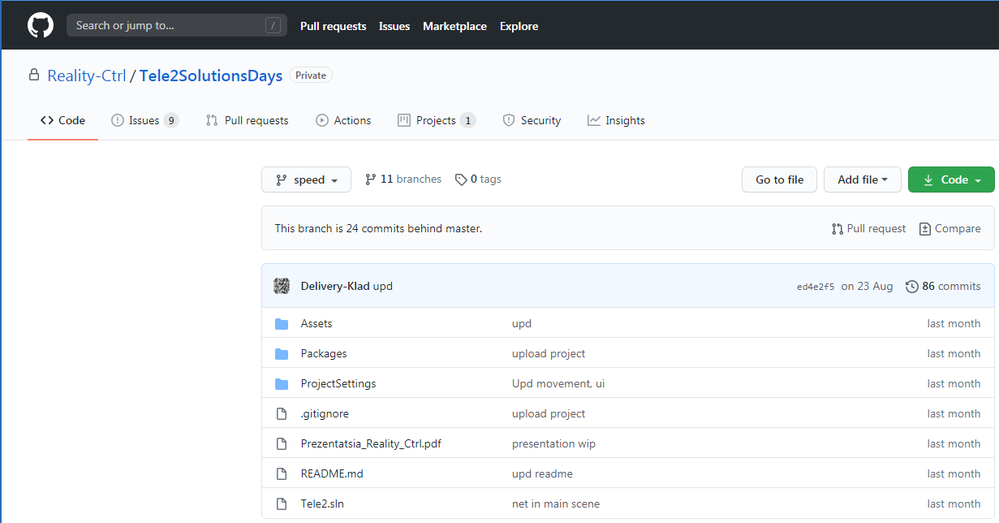 Search or jump to... / Pull requests Issues Marketplace Explore
Reality-Ctrl / Tele2SolutionsDays Private
Code Issues 9 Pull requests Actions Projects 1 Security Insights
speed 11 branches 0 tags Go to file Add file Code
This branch is 24 commits behind master. Pull request Compare
Delivery-Klad upd ed4e2f5 on 23 Aug 86 commits
Assets upd last month
Packages upload project last month
ProjectSettings Upd movement, ui last month
.gitignore upload project last month
Prezentatsia_Reality_Ctrl.pdf presentation wip last month
README.md upd readme last month
Tele2.sln net in main scene last month